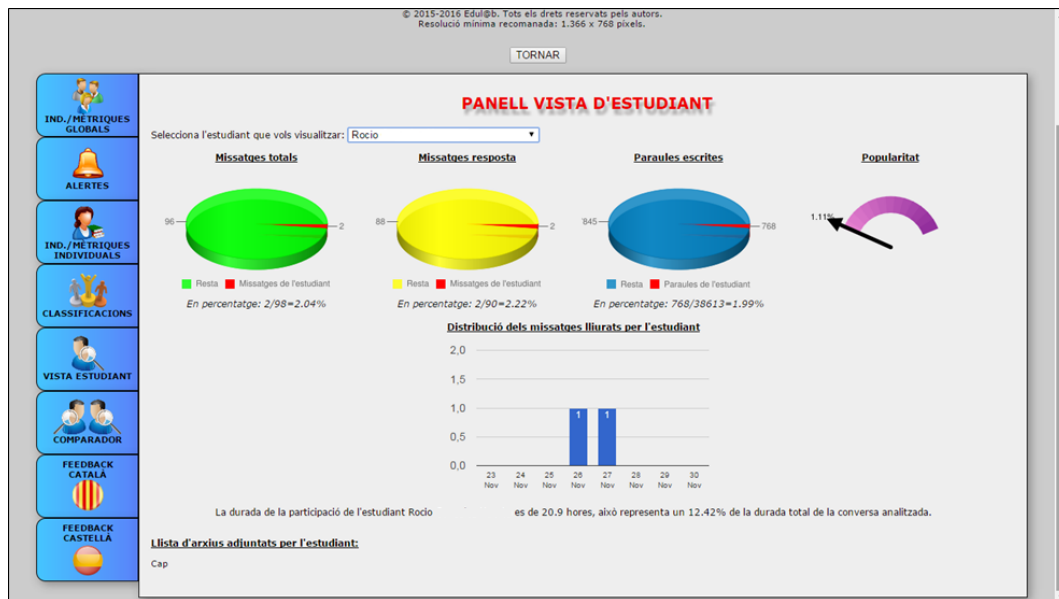 © 2015-2016 Edul@b. Tots els drets reservats pels autors.
Resolució mínima recomanada: 1.366 x 768 píxels.
TORNAR
IND./MÈTRIQUES
GLOBALS
ALERTES
IND./MÈTRIQUES
INDIVIDUALS
CLASSIFICACIONS
VISTA ESTUDIANT
COMPARADOR
FEEDBACK
CATALÀ
FEEDBACK
CASTELLÀ
PANELL VISTA D'ESTUDIANT
Selecciona l'estudiant que vols visualitzar: Rocio
Missatges totals
96
2
Resta Missatges de l'estudiant
En percentatge: 2/98=2.04%
Missatges resposta
88
2
Resta Missatges de l'estudiant
En percentatge: 2/90=2.22%
Paraules escrites
845
768
Resta Paraules de l'estudiant
En percentatge: 768/38613=1.99%
Popularitat
1.11%
Distribució dels missatges lliurats per l'estudiant
2,0
1,5
1,0
0,5
0,0
1 1
23 24 25 26 27 28 29 30
Nov Nov Nov Nov Nov Nov Nov Nov
La durada de la participació de l'estudiant Rocio es de 20.9 hores, això representa un 12.42% de la durada total de la conversa analitzada.
Llista d'arxius adjuntats per l'estudiant:
Cap